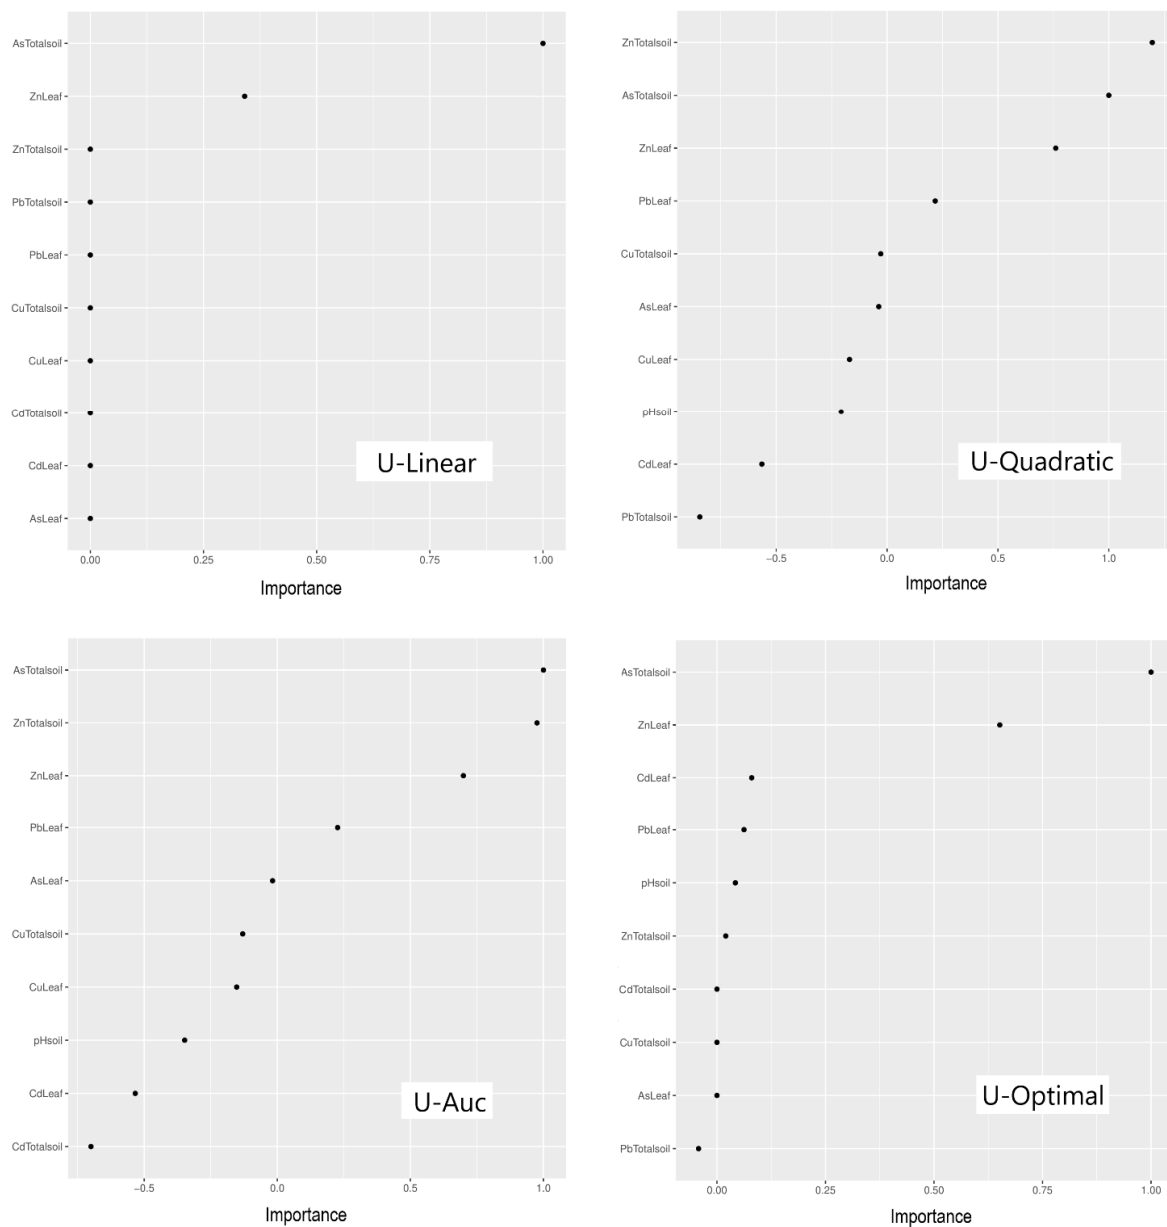 AsTotalsoil
ZnLeaf
ZnTotalsoil
PbTotalsoil
PbLeaf
CuTotalsoil
CuLeaf
CdTotalsoil
CdLeaf
AsLeaf
U-Linear
0.00 0.25 0.50 0.75 1.00
Importance
ZnTotalsoil
AsTotalsoil
ZnLeaf
PbLeaf
CuTotalsoil
AsLeaf
CuLeaf
pHsoil
CdLeaf
PbTotalsoil
U-Quadratic
−0.5 0.0 0.5 1.0
Importance
AsTotalsoil
ZnTotalsoil
ZnLeaf
PbLeaf
AsLeaf
CuTotalsoil
CuLeaf
pHsoil
CdLeaf
CdTotalsoil
U-Auc
−0.5 0.0 0.5 1.0
Importance
AsTotalsoil
ZnLeaf
CdLeaf
PbLeaf
pHsoil
ZnTotalsoil
CdTotalsoil
CuTotalsoil
AsLeaf
PbTotalsoil
U-Optimal
0.00 0.25 0.50 0.75 1.00
Importance